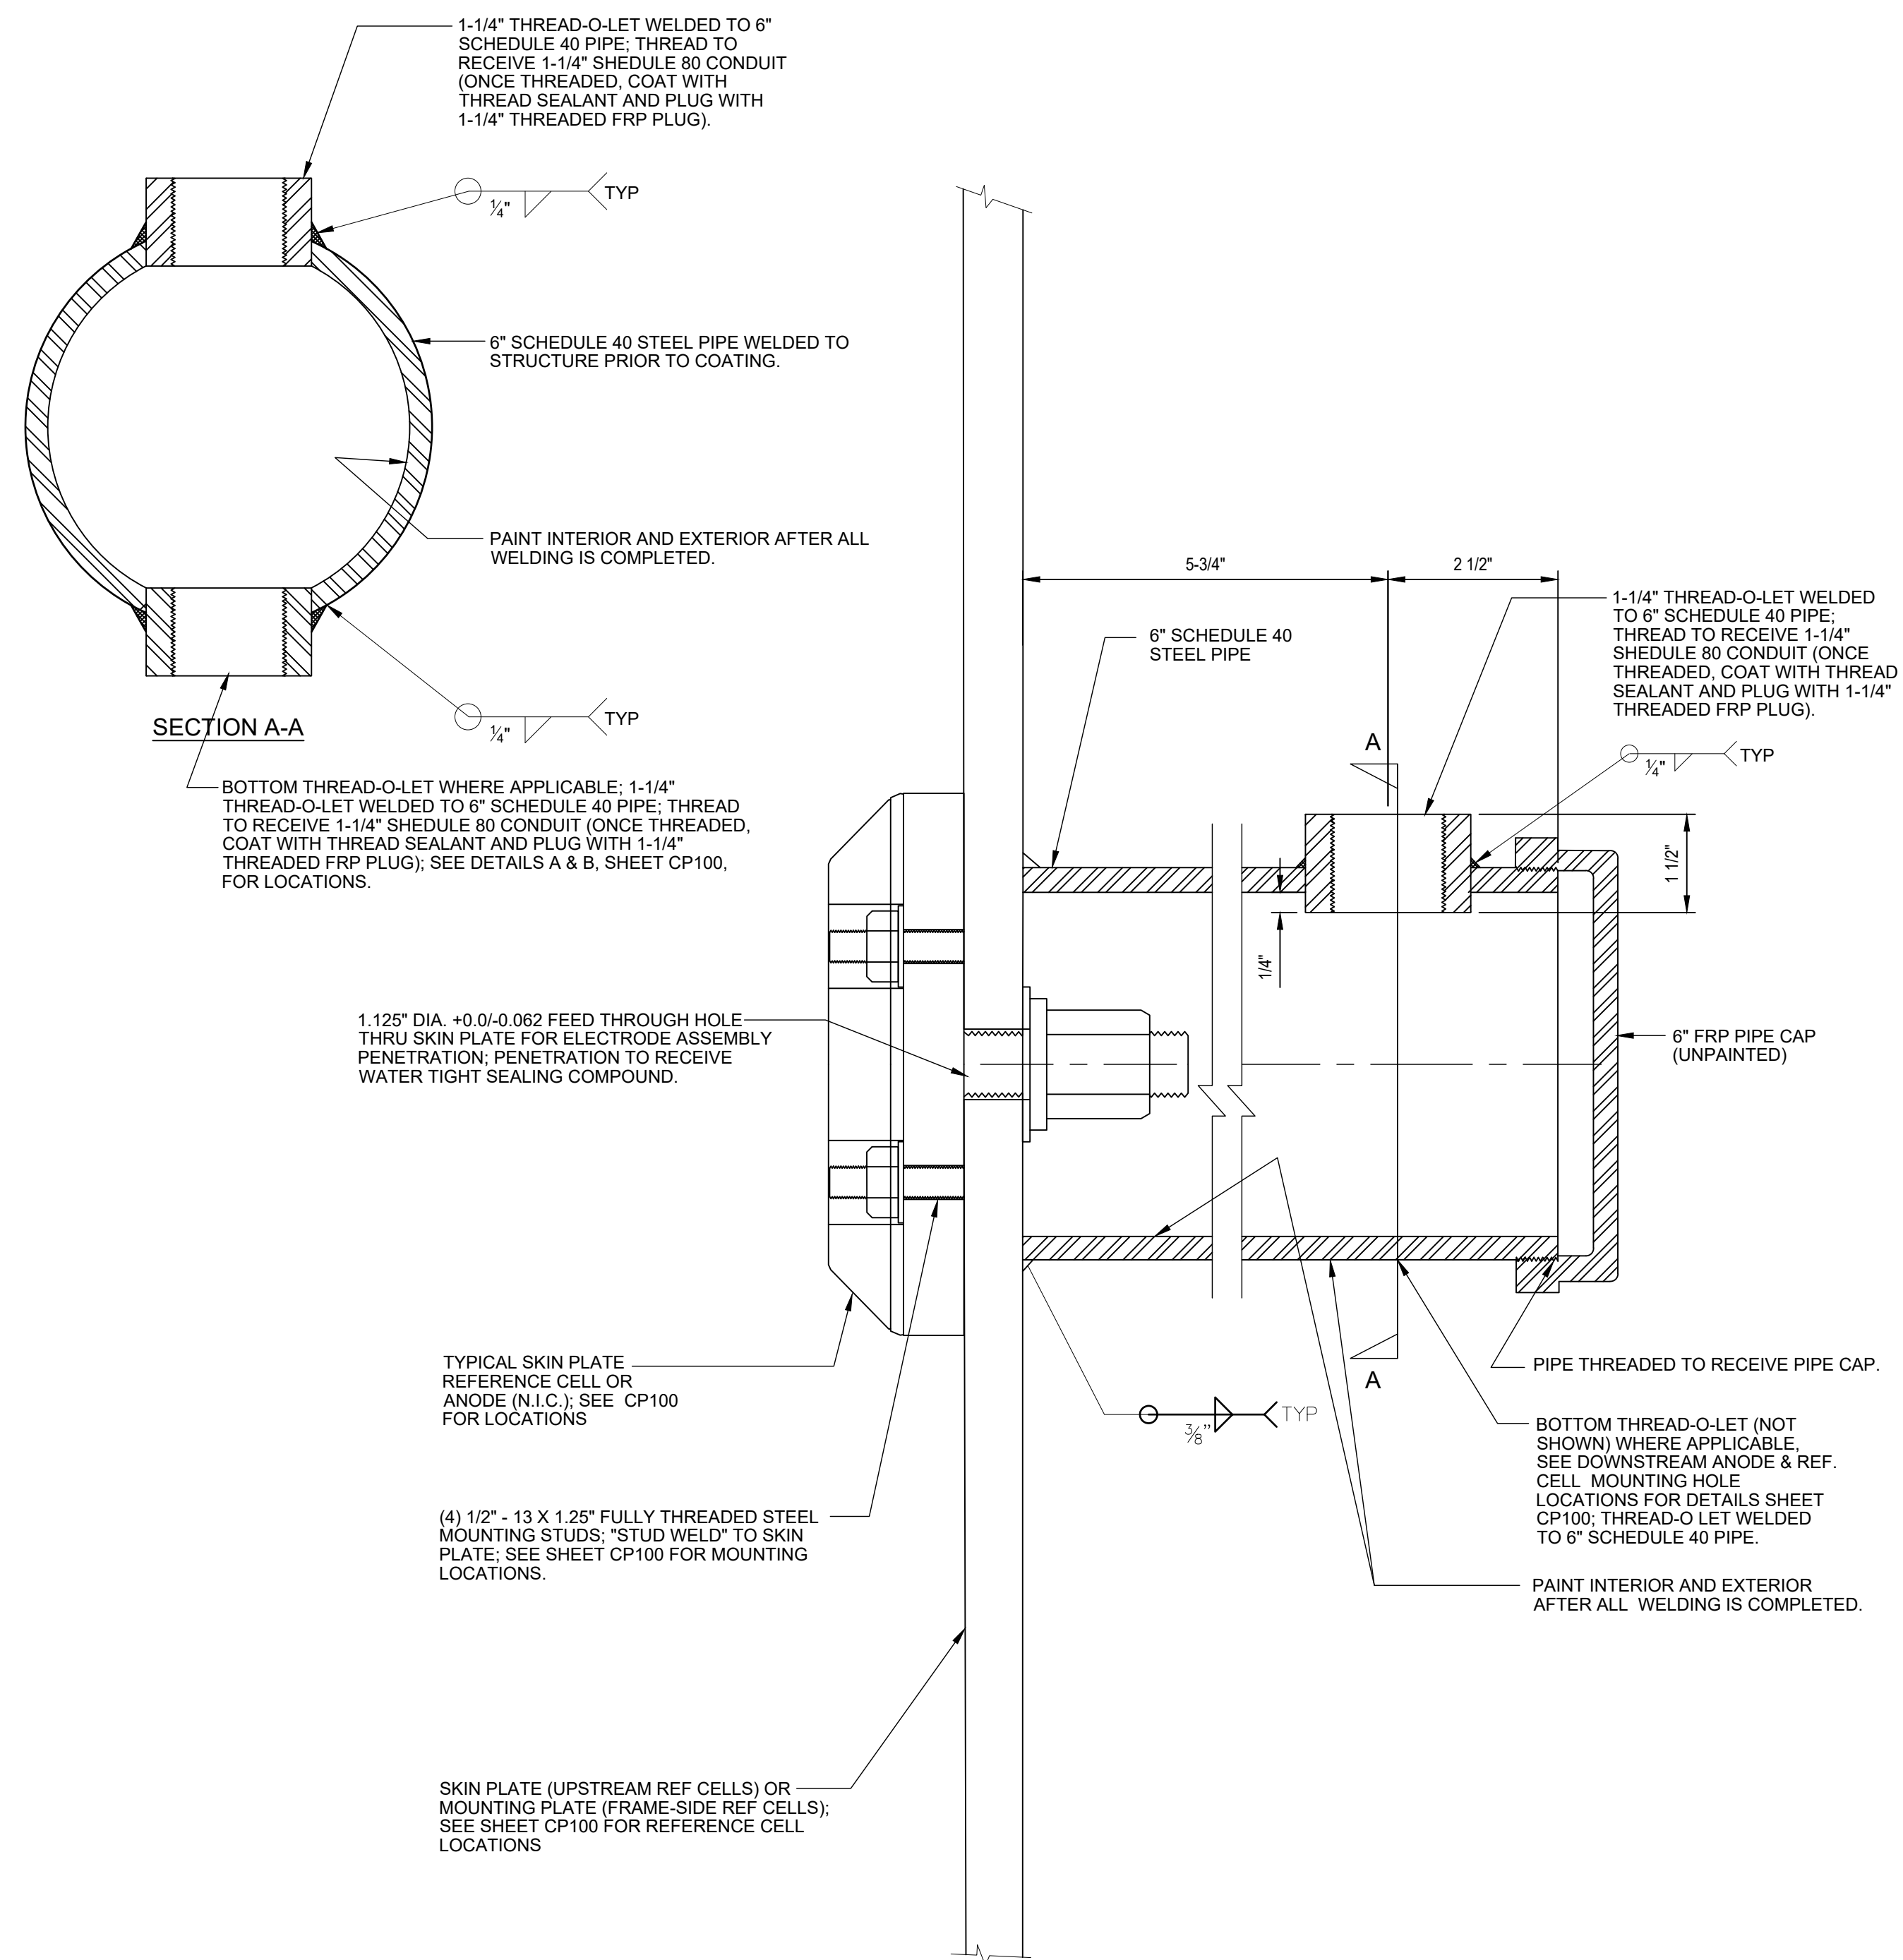 1-1/4" THREAD-O-LET WELDED TO 6"
SCHEDULE 40 PIPE; THREAD TO
RECEIVE 1-1/4" SHEDULE 80 CONDUIT
(ONCE THREADED, COAT WITH
THREAD SEALANT AND PLUG WITH
1-1/4" THREADED FRP PLUG).
1/4" TYP
6" SCHEDULE 40 STEEL PIPE WELDED TO
STRUCTURE PRIOR TO COATING.
PAINT INTERIOR AND EXTERIOR AFTER ALL
WELDING IS COMPLETED.
1/4" TYP
SECTION A-A
BOTTOM THREAD-O-LET WHERE APPLICABLE; 1-1/4"
THREAD-O-LET WELDED TO 6" SCHEDULE 40 PIPE; THREAD
TO RECEIVE 1-1/4" SHEDULE 80 CONDUIT (ONCE THREADED,
COAT WITH THREAD SEALANT AND PLUG WITH 1-1/4"
THREADED FRP PLUG); SEE DETAILS A & B, SHEET CP100,
FOR LOCATIONS.
5-3/4"
2 1/2"
6" SCHEDULE 40
STEEL PIPE
1-1/4" THREAD-O-LET WELDED
TO 6" SCHEDULE 40 PIPE;
THREAD TO RECEIVE 1-1/4"
SHEDULE 80 CONDUIT (ONCE
THREADED, COAT WITH THREAD
SEALANT AND PLUG WITH 1-1/4"
THREADED FRP PLUG).
A
1/4" TYP
1 1/2"
1/4"
1.125" DIA. +0.0/-0.062 FEED THROUGH HOLE
THRU SKIN PLATE FOR ELECTRODE ASSEMBLY
PENETRATION; PENETRATION TO RECEIVE
WATER TIGHT SEALING COMPOUND.
6" FRP PIPE CAP
(UNPAINTED)
TYPICAL SKIN PLATE
REFERENCE CELL OR
ANODE (N.I.C.); SEE CP100
FOR LOCATIONS
A
PIPE THREADED TO RECEIVE PIPE CAP.
3/8" TYP
BOTTOM THREAD-O-LET (NOT
SHOWN) WHERE APPLICABLE,
SEE DOWNSTREAM ANODE & REF.
CELL MOUNTING HOLE
LOCATIONS FOR DETAILS SHEET
CP100; THREAD-O LET WELDED
TO 6" SCHEDULE 40 PIPE.
(4) 1/2" - 13 X 1.25" FULLY THREADED STEEL
MOUNTING STUDS; "STUD WELD" TO SKIN
PLATE; SEE SHEET CP100 FOR MOUNTING
LOCATIONS.
PAINT INTERIOR AND EXTERIOR
AFTER ALL WELDING IS COMPLETED.
SKIN PLATE (UPSTREAM REF CELLS) OR
MOUNTING PLATE (FRAME-SIDE REF CELLS);
SEE SHEET CP100 FOR REFERENCE CELL
LOCATIONS